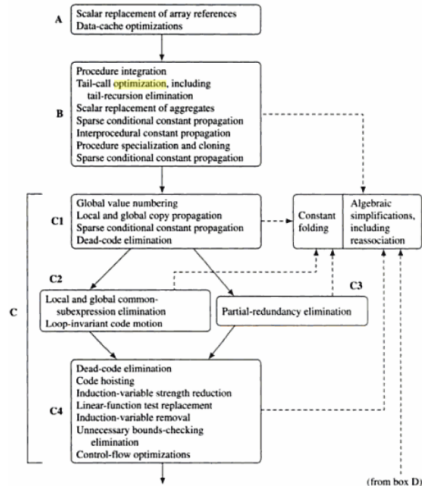 A
Scalar replacement of array references
Data-cache optimizations
B
Procedure integration
Tail-call optimization, including
tail-recursion elimination
Scalar replacement of aggregates
Sparse conditional constant propagation
Interprocedural constant propagation
Procedure specialization and cloning
Sparse conditional constant propagation
C
C1
Global value numbering
Local and global copy propagation
Sparse conditional constant propagation
Dead-code elimination
Constant
folding
Algebraic
simplifications,
including
reassociation
C2
Local and global common-
subexpression elimination
Loop-invariant code motion
C3
Partial-redundancy elimination
C4
Dead-code elimination
Code hoisting
Induction-variable strength reduction
Linear-function test replacement
Induction-variable removal
Unnecessary bounds-checking
elimination
Control-flow optimizations
(from box D)